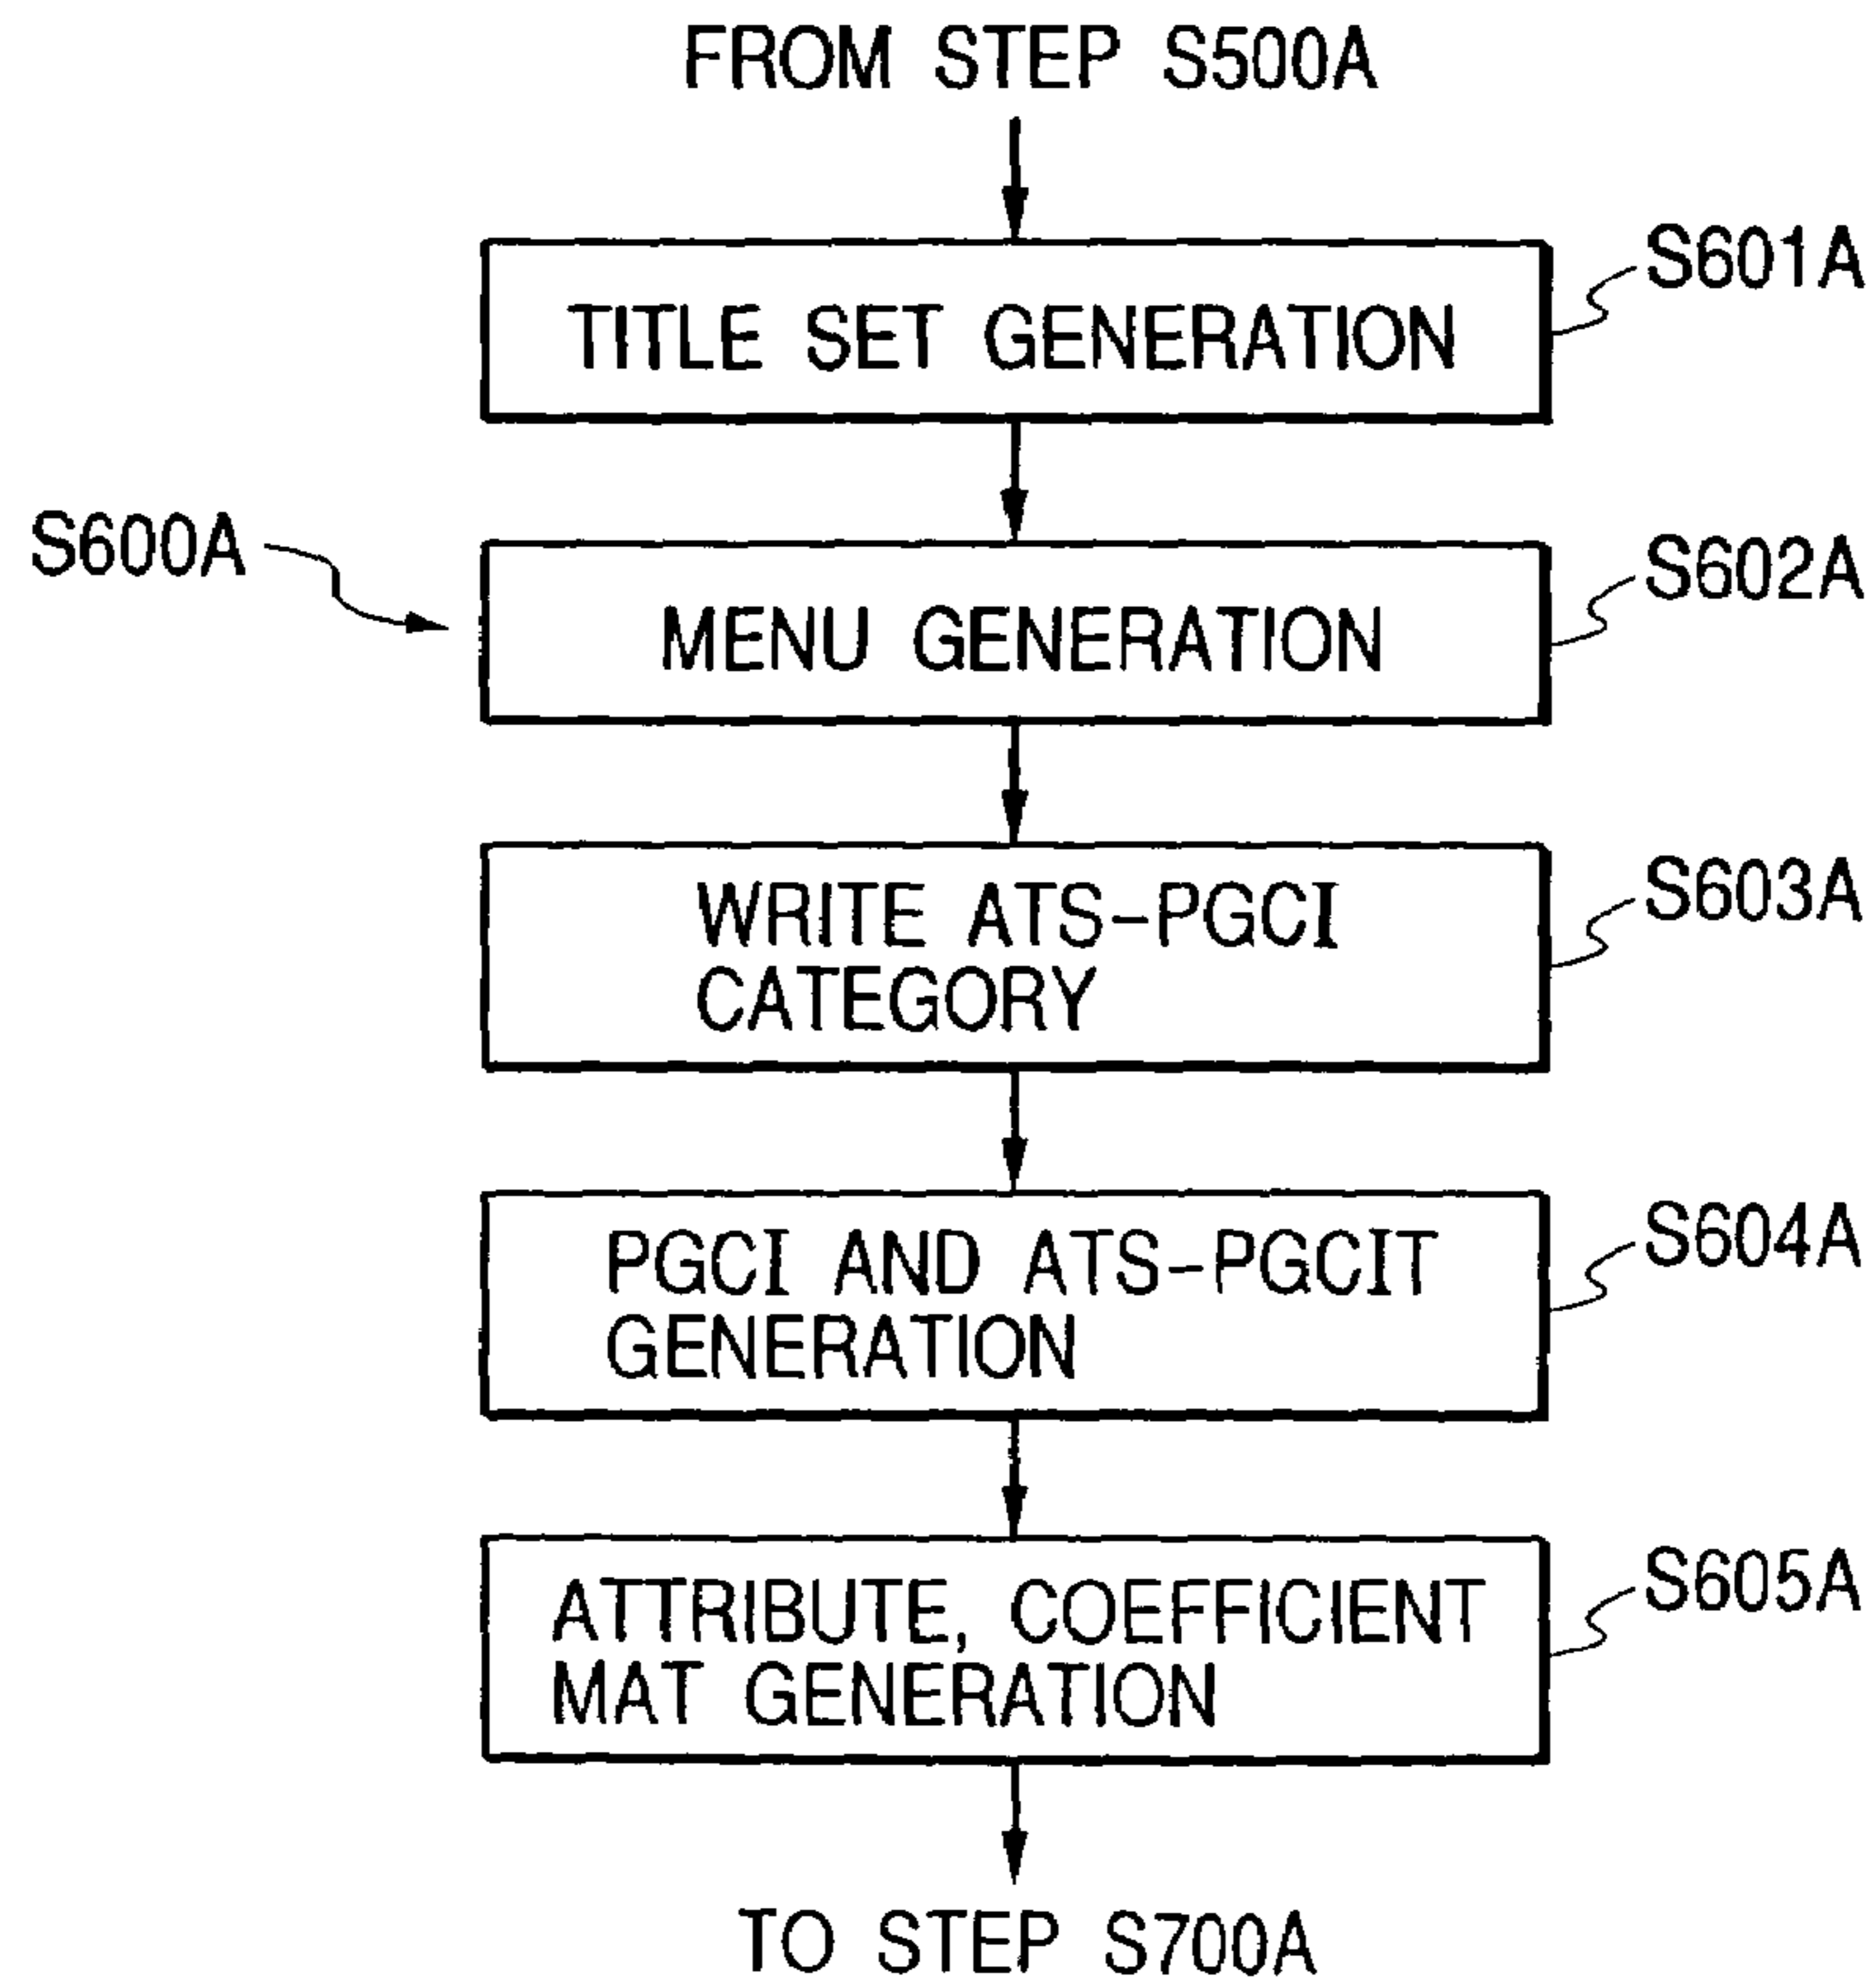 FROM STEP S500A
S601A
TITLE SET GENERATION
S600A
S602A
MENU GENERATION
S603A
WRITE ATS-PGCI
CATEGORY
S604A
PGCI AND ATS-PGCIT
GENERATION
S605A
ATTRIBUTE, COEFFICIENT
MAT GENERATION
TO STEP S700A